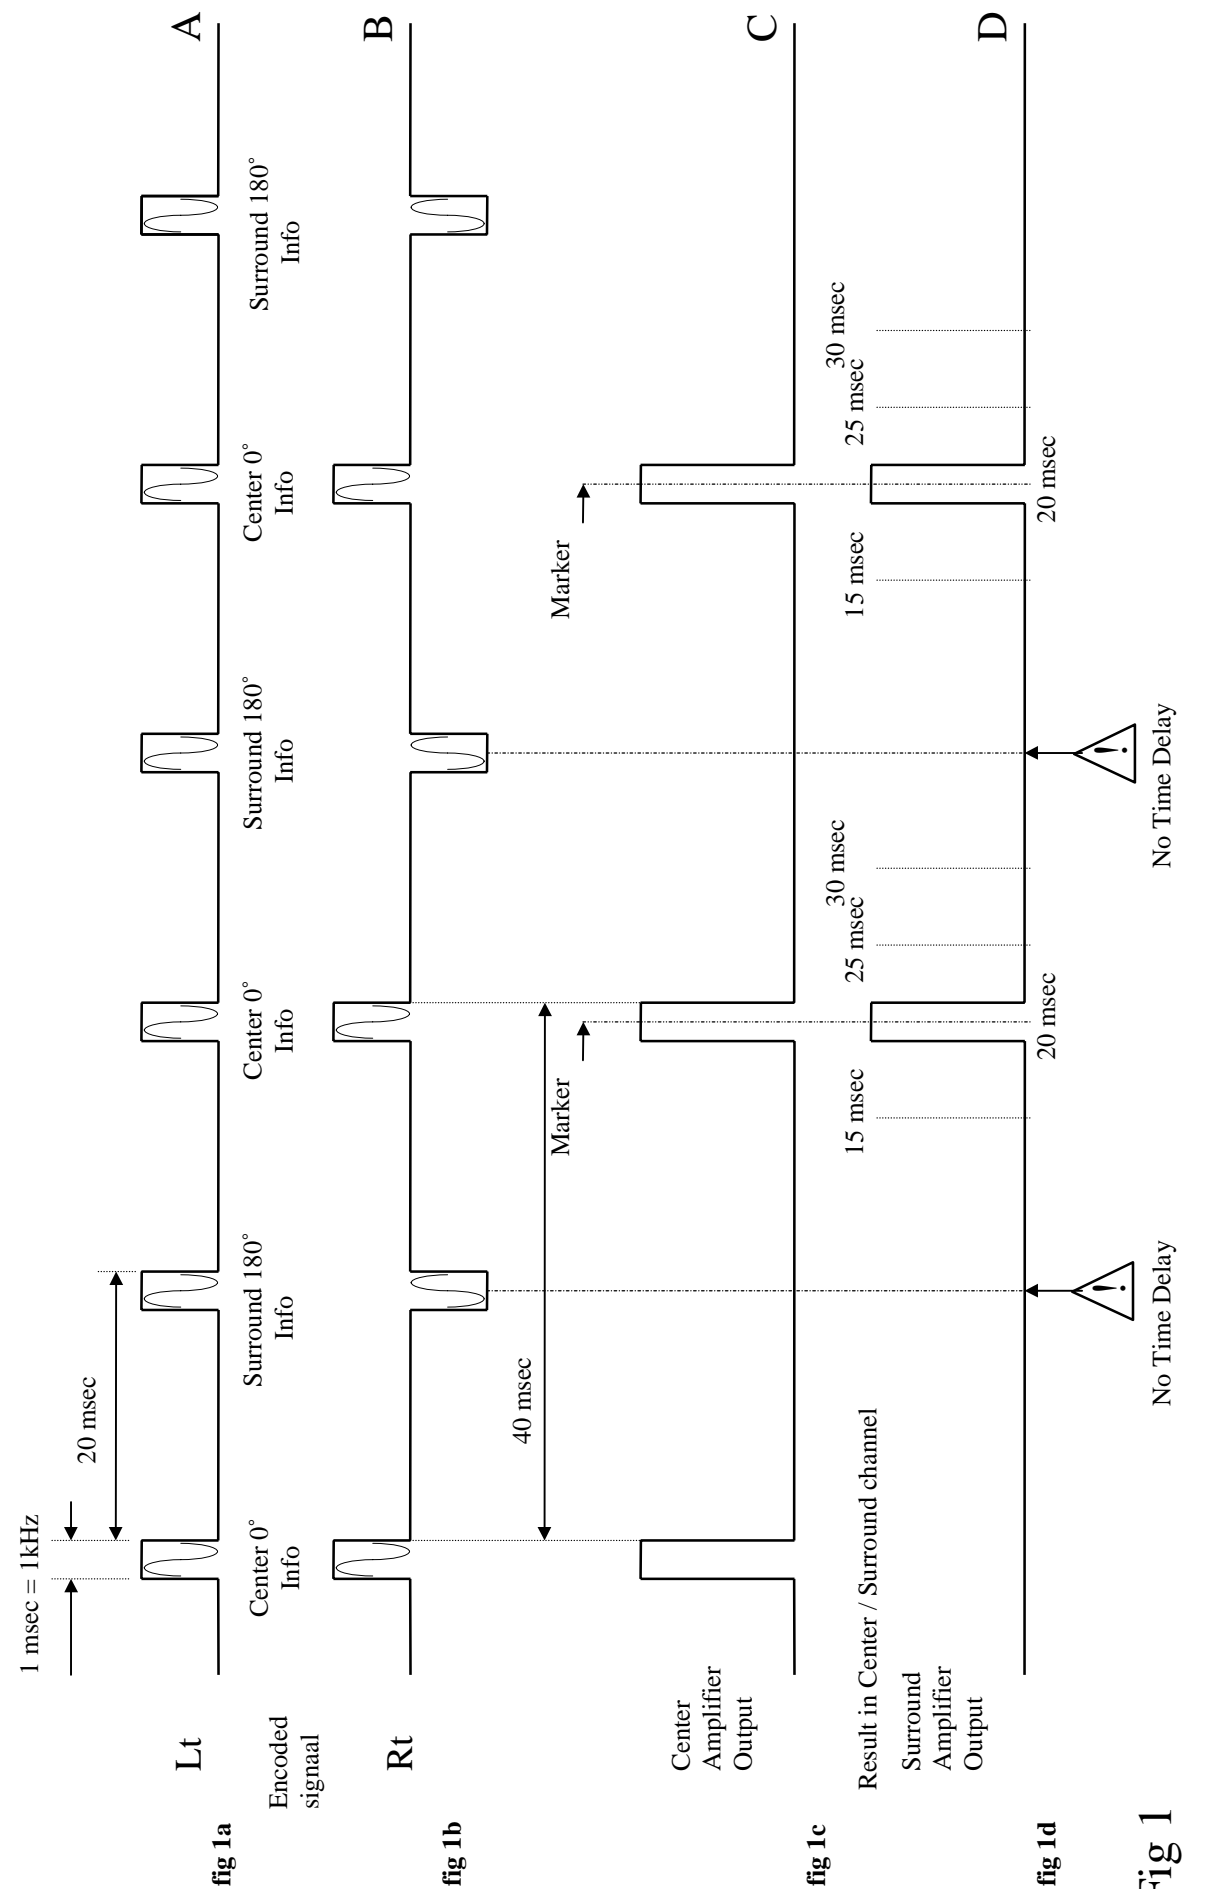 1 msec = 1kHz
20 msec
Lt
A
fig 1a
Center 0°
Info
Surround 180°
Info
Center 0°
Info
Surround 180°
Info
Center 0°
Info
Surround 180°
Info
Encoded
signaal
Rt
B
fig 1b
40 msec
Marker
Marker
Center
Amplifier
Output
C
fig 1c
Result in Center / Surround channel
15 msec
25 msec
30 msec
15 msec
25 msec
30 msec
Surround
Amplifier
Output
D
fig 1d
20 msec
20 msec
!
!
No Time Delay
No Time Delay
Fig 1